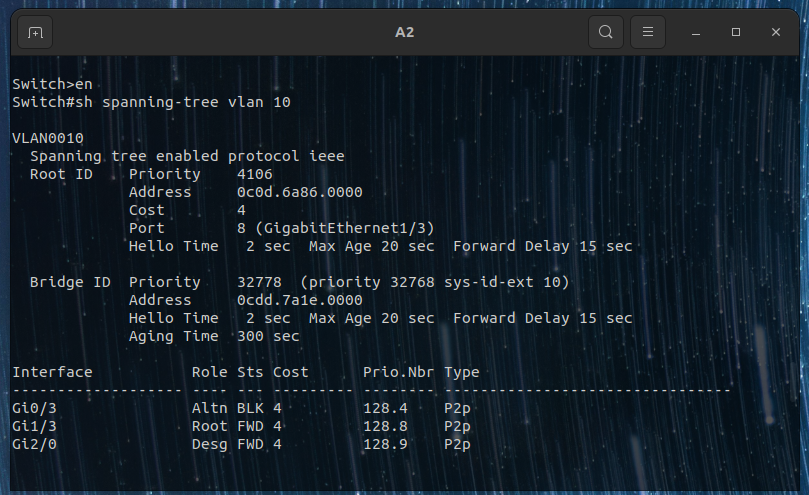 A2
Switch>en
Switch#sh spanning-tree vlan 10
VLAN0010
  Spanning tree enabled protocol ieee
  Root ID    Priority    4106
             Address     0c0d.6a86.0000
             Cost        4
             Port        8 (GigabitEthernet1/3)
             Hello Time   2 sec  Max Age 20 sec  Forward Delay 15 sec
  Bridge ID  Priority    32778  (priority 32768 sys-id-ext 10)
             Address     0cdd.7a1e.0000
             Hello Time   2 sec  Max Age 20 sec  Forward Delay 15 sec
             Aging Time  300 sec
Interface           Role Sts Cost      Prio.Nbr Type
------------------- ---- --- --------- -------- --------------------------------
Gi0/3               Altn BLK 4         128.4    P2p
Gi1/3               Root FWD 4         128.8    P2p
Gi2/0               Desg FWD 4         128.9    P2p